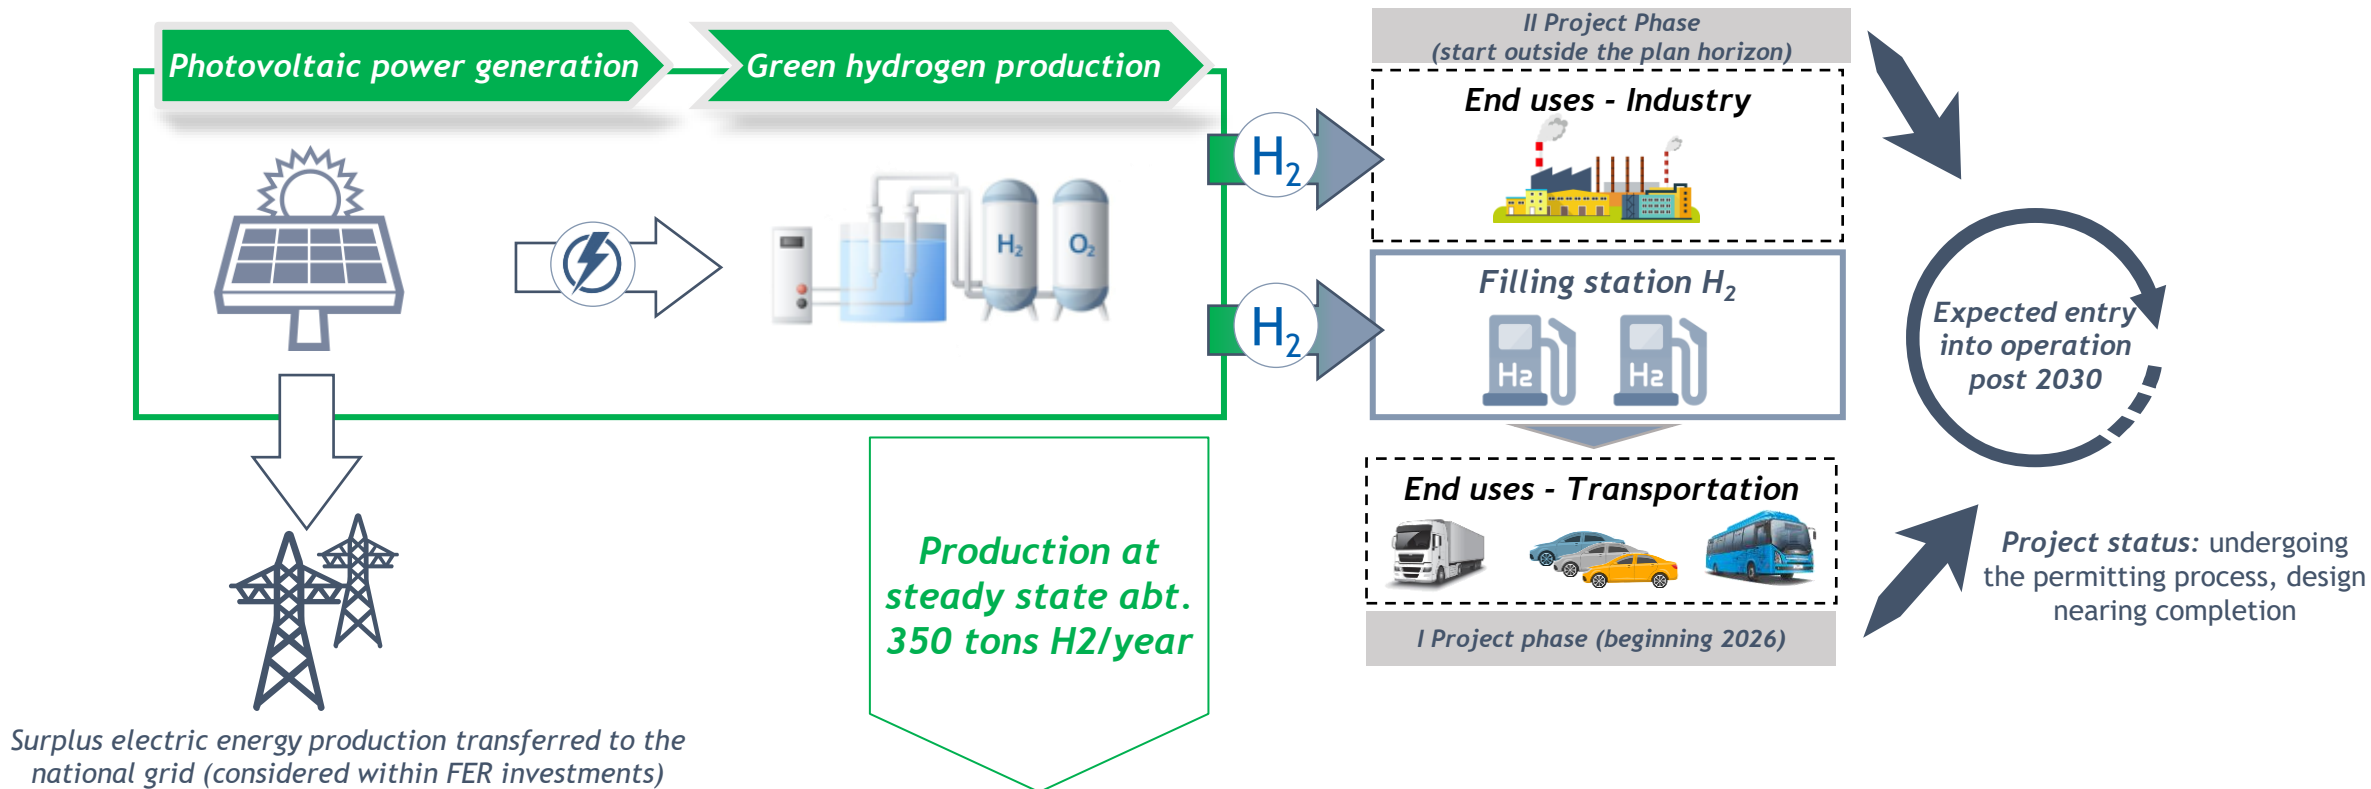 Photovoltaic power generation
Green hydrogen production
H2
O2
H2
H2
II Project Phase
(start outside the plan horizon)
End uses - Industry
Filling station H2
H2
H2
End uses - Transportation
I Project phase (beginning 2026)
Expected entry
into operation
post 2030
Project status: undergoing
the permitting process, design
nearing completion
Production at
steady state abt.
350 tons H2/year
Surplus electric energy production transferred to the
national grid (considered within FER investments)